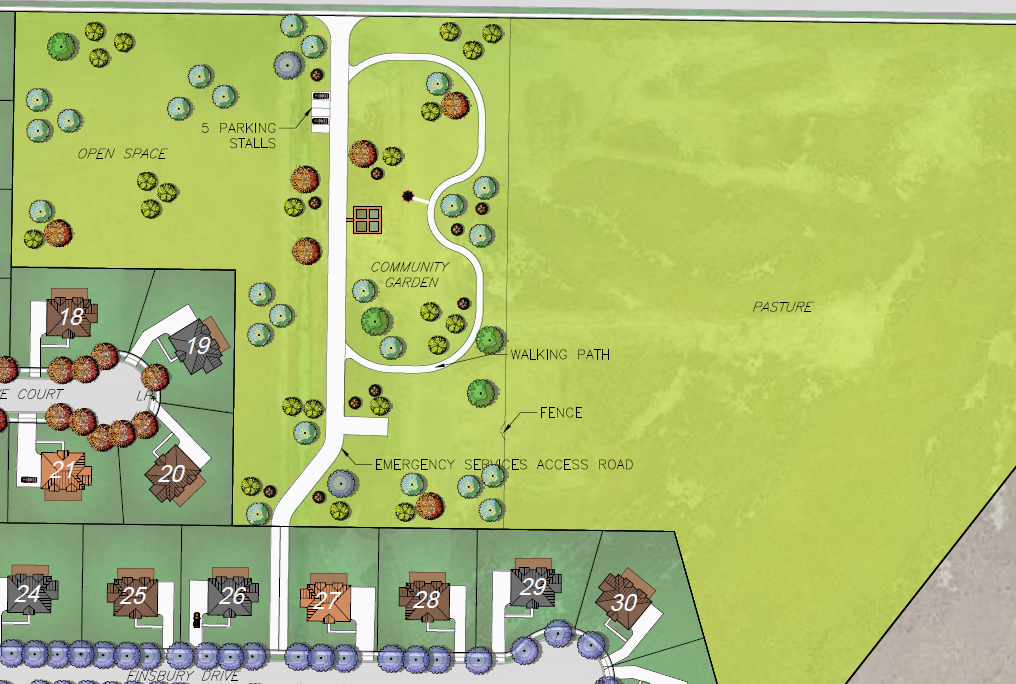 5 PARKING
STALLS
OPEN SPACE
COMMUNITY
GARDEN
PASTURE
18
19
WALKING PATH
COURT
FENCE
21
20
EMERGENCY SERVICES ACCESS ROAD
24
25
26
27
28
29
30
FINSBURY DRIVE